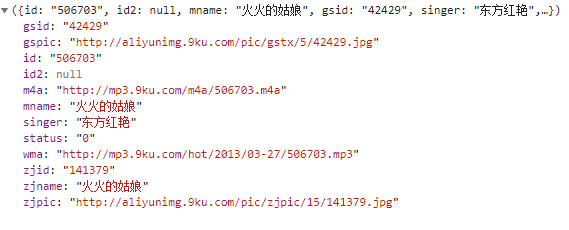 ({id: "506703", id2: null, mname: "火火的姑娘", gsid: "42429", singer: "东方红艳",…})
gsid: "42429"
gspic: "http://aliyunimg.9ku.com/pic/gstx/5/42429.jpg"
id: "506703"
id2: null
m4a: "http://mp3.9ku.com/m4a/506703.m4a"
mname: "火火的姑娘"
singer: "东方红艳"
status: "0"
wma: "http://mp3.9ku.com/hot/2013/03-27/506703.mp3"
zjid: "141379"
zjname: "火火的姑娘"
zjpic: "http://aliyunimg.9ku.com/pic/zjpic/15/141379.jpg"